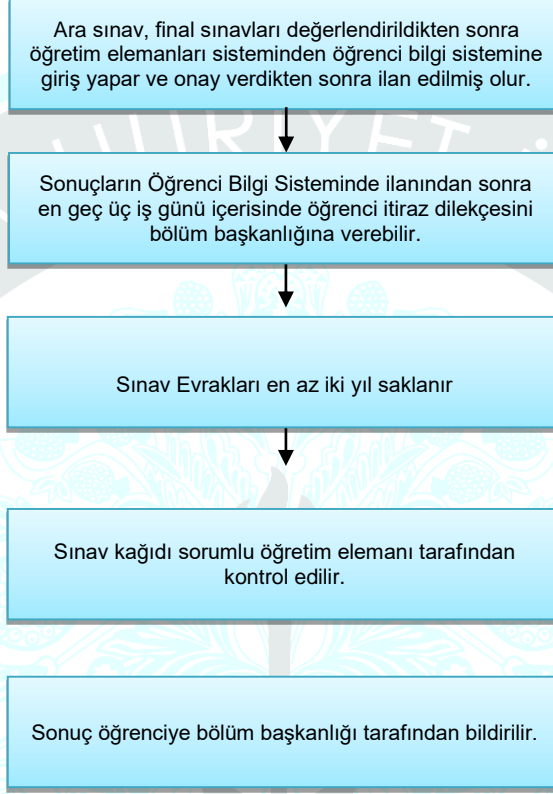 Ara sınav, final sınavları değerlendirildikten sonra
öğretim elemanları sisteminden öğrenci bilgi sistemine
giriş yapar ve onay verdikten sonra ilan edilmiş olur.
Sonuçların Öğrenci Bilgi Sisteminde ilanından sonra
en geç üç iş günü içerisinde öğrenci itiraz dilekçesini
bölüm başkanlığına verebilir.
Sınav Evrakları en az iki yıl saklanır
Sınav kağıdı sorumlu öğretim elemanı tarafından
kontrol edilir.
Sonuç öğrenciye bölüm başkanlığı tarafından bildirilir.